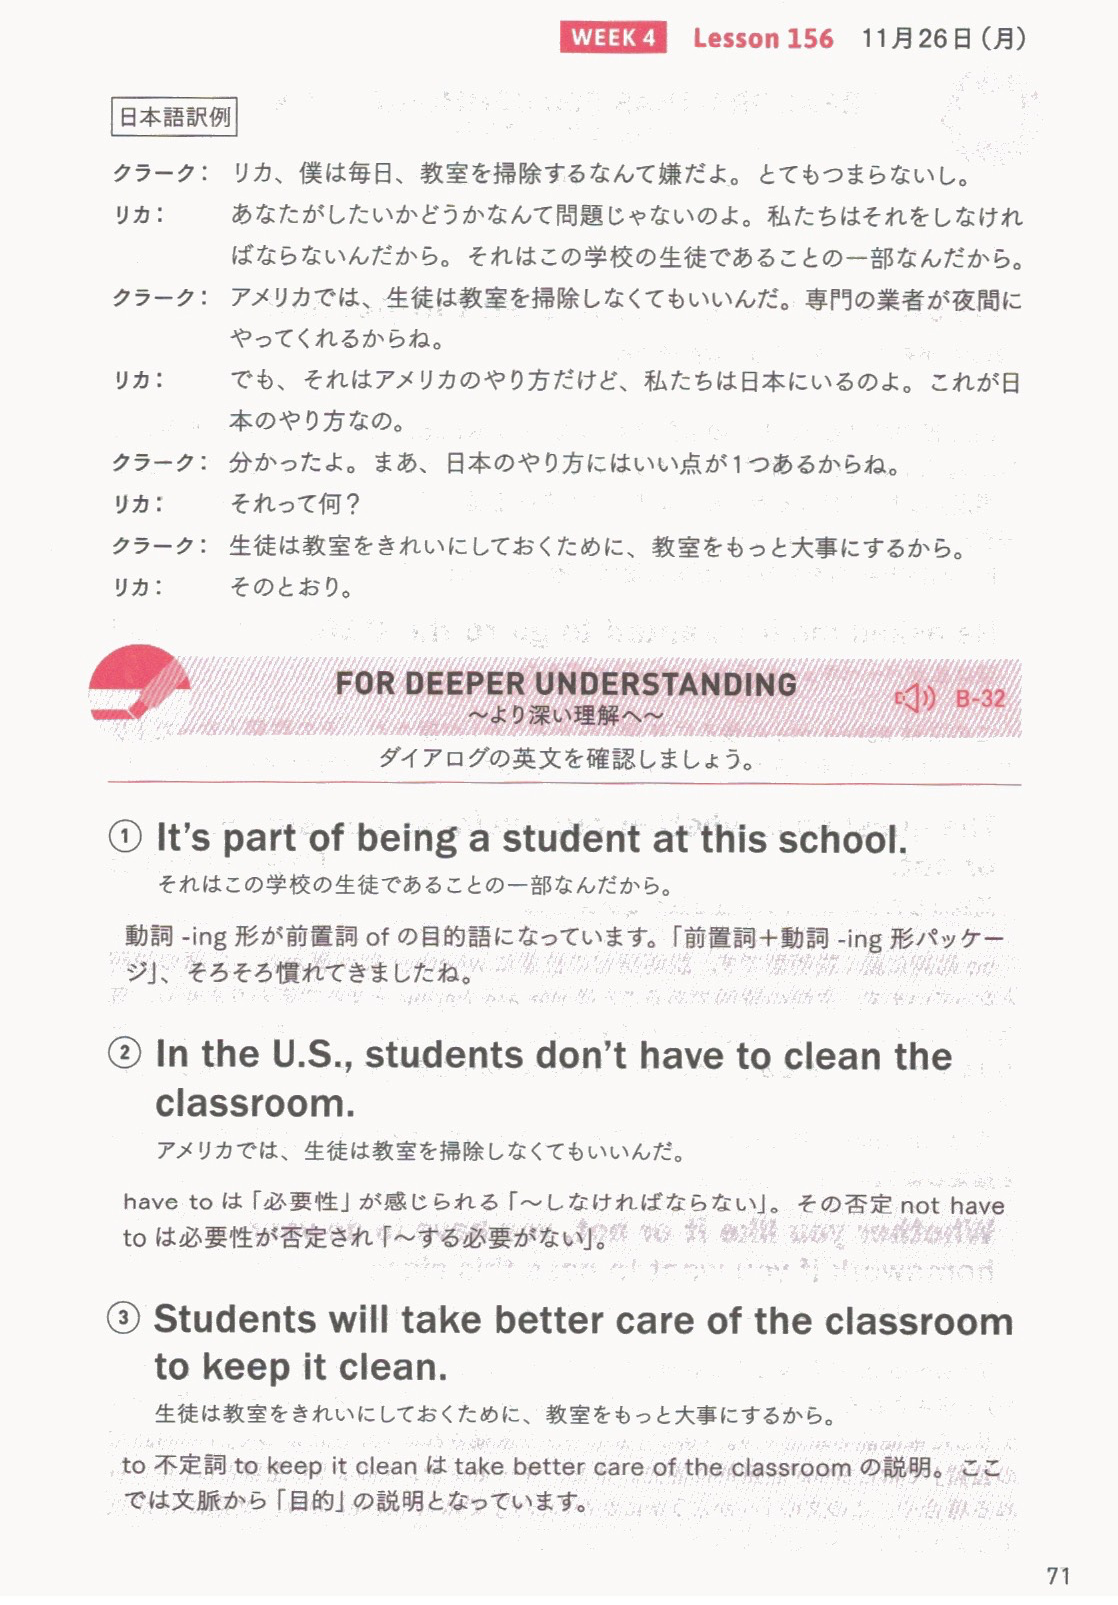 WEEK 4 Lesson 156 11月26日（月）
日本語訳例
クラーク： リカ、僕は毎日、教室を掃除するなんて嫌だよ。とてもつまらないし。
リカ： あなたがしたいかどうかなんて問題じゃないのよ。私たちはそれをしなけれ
ばならないんだから。それはこの学校の生徒であることの一部なんだから。
クラーク： アメリカでは、生徒は教室を掃除しなくてもいいんだ。専門の業者が夜間に
やってくれるからね。
リカ： でも、それはアメリカのやり方だけど、私たちは日本にいるのよ。これが日
本のやり方なの。
クラーク： 分かったよ。まあ、日本のやり方にはいい点が1つあるからね。
リカ： それって何？
クラーク： 生徒は教室をきれいにしておくために、教室をもっと大事にするから。
リカ： そのとおり。
FOR DEEPER UNDERSTANDING
〜より深い理解へ〜
B-32
ダイアログの英文を確認しましょう。
① It's part of being a student at this school.
それはこの学校の生徒であることの一部なんだから。
動詞 -ing 形が前置詞 of の目的語になっています。「前置詞＋動詞 -ing 形パッケー
ジ」、そろそろ慣れてきましたね。
② In the U.S., students don't have to clean the
classroom.
アメリカでは、生徒は教室を掃除しなくてもいいんだ。
have to は「必要性」が感じられる「〜しなければならない」。その否定 not have
to は必要性が否定され「〜する必要がない」。
③ Students will take better care of the classroom
to keep it clean.
生徒は教室をきれいにしておくために、教室をもっと大事にするから。
to 不定詞 to keep it clean は take better care of the classroom の説明。ここ
では文脈から「目的」の説明となっています。
71